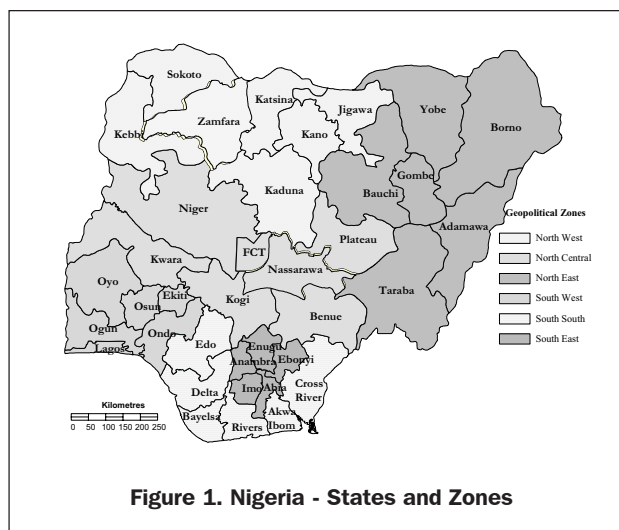 Sokoto
Katsina
Jigawa
Yobe
Borno
Zamfara
Kano
Kebbi
Gombe
Kaduna
Bauchi
Niger
Adamawa
Plateau
FCT
Kwara
Nassarawa
Taraba
Oyo
Kogi
Ekiti
Osun
Benue
Ogun
Ondo
Lagos
Edo
Enugu
Anambra
Ebonyi
Imo
Abia
Cross
River
Delta
Akwa
Ibom
Bayelsa
Rivers
Geopolitical Zones
North West
North Central
North East
South West
South South
South East
Kilometres
0 50 100 150 200 250
Figure 1. Nigeria - States and Zones